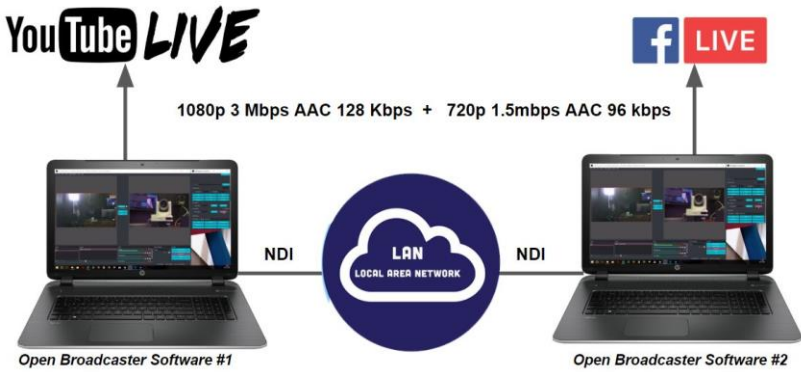 YouTube LIVE
f LIVE
1080p 3 Mbps AAC 128 Kbps + 720p 1.5mbps AAC 96 kbps
NDI
LAN
LOCAL AREA NETWORK
NDI
Open Broadcaster Software #1
Open Broadcaster Software #2